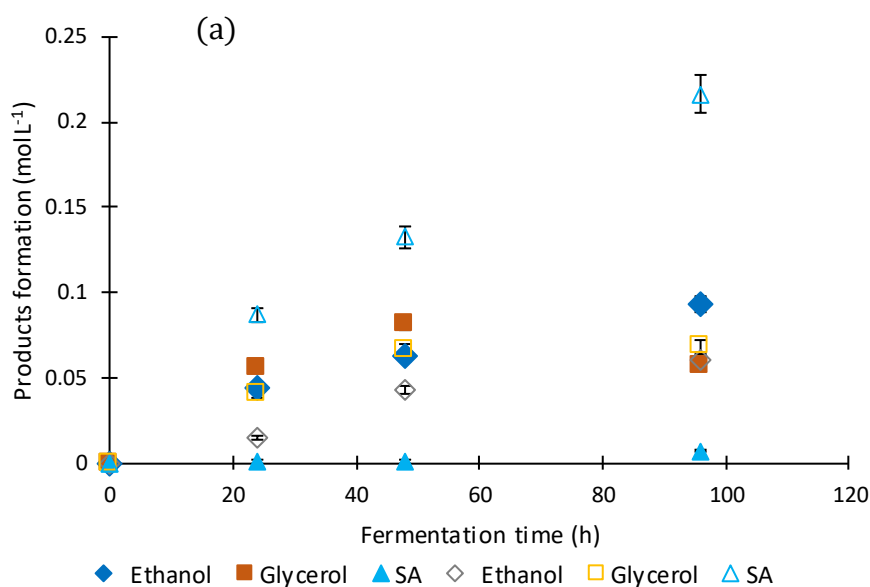 (a)
Products formation (mol L⁻¹)
0.25
0.2
0.15
0.1
0.05
0
0 20 40 60 80 100 120
Fermentation time (h)
Ethanol Glycerol SA Ethanol Glycerol SA